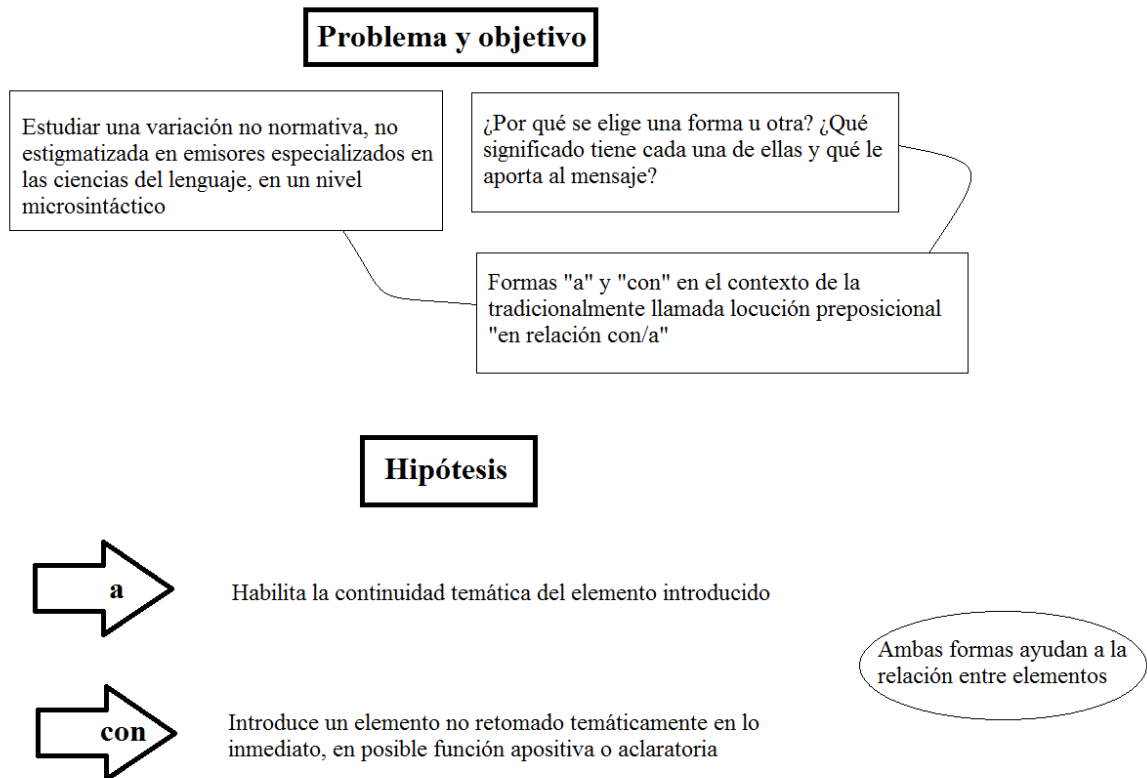 Problema y objetivo
Estudiar una variación no normativa, no
estigmatizada en emisores especializados en
las ciencias del lenguaje, en un nivel
microsintáctico
¿Por qué se elige una forma u otra? ¿Qué
significado tiene cada una de ellas y qué le
aporta al mensaje?
Formas "a" y "con" en el contexto de la
tradicionalmente llamada locución preposicional
"en relación con/a"
Hipótesis
a
Habilita la continuidad temática del elemento introducido
Ambas formas ayudan a la
relación entre elementos
con
Introduce un elemento no retomado temáticamente en lo
inmediato, en posible función apositiva o aclaratoria